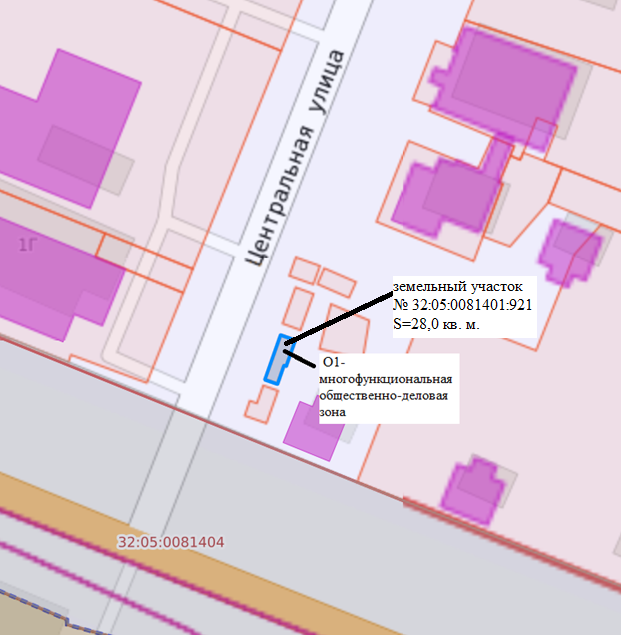 Центральная улица
1Г
земельный участок
№ 32:05:0081401:921
S=28,0 кв. м.
О1-
многофункциональная
общественно-деловая
зона
32:05:0081404